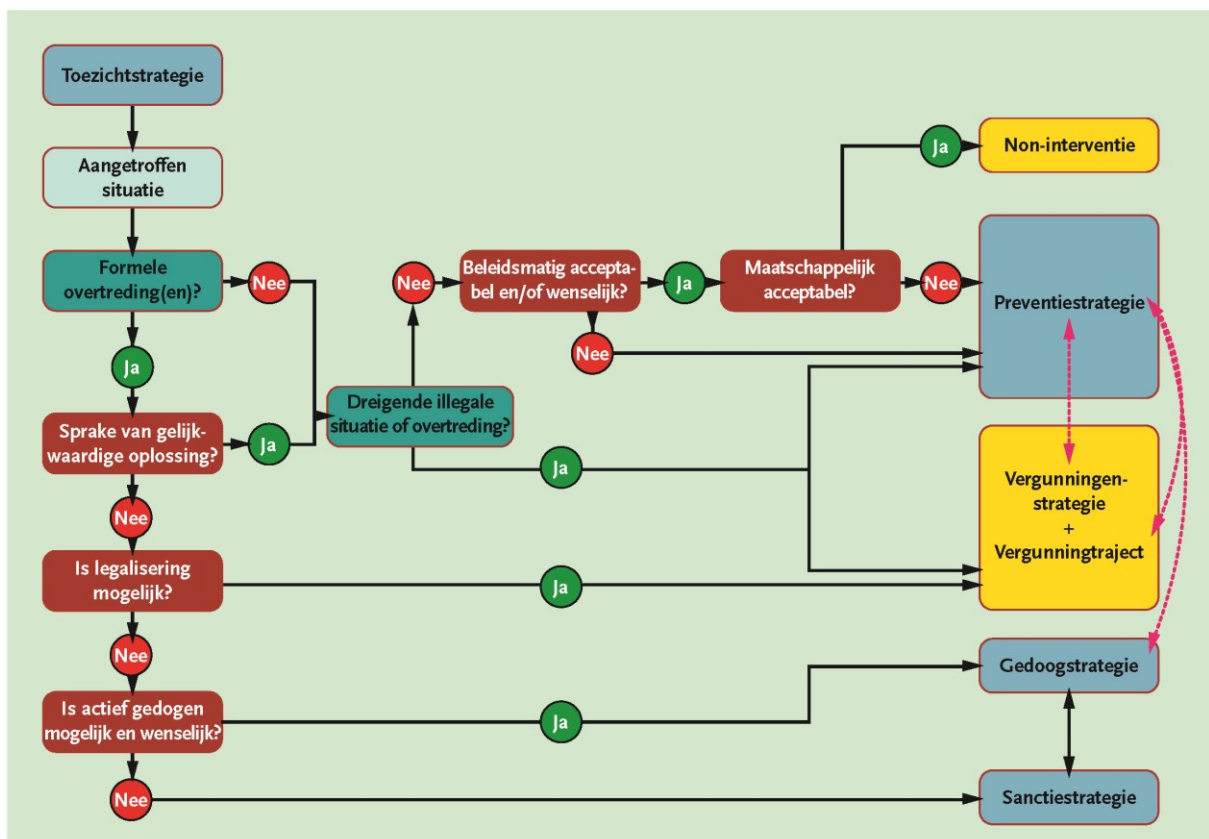 Toezichtstrategie
Aangetroffen
situatie
Ja
Non-interventie
Formele
overtreding(en)?
Nee
Nee
Beleidsmatig accepta-
bel en/of wenselijk?
Ja
Maatschappelijk
acceptabel?
Nee
Preventiestrategie
Ja
Nee
Sprake van gelijk-
waardige oplossing?
Ja
Dreigende illegale
situatie of overtreding?
Ja
Vergunningen-
strategie
+
Vergunningtraject
Nee
Is legalisering
mogelijk?
Ja
Nee
Gedoogstrategie
Is actief gedogen
mogelijk en wenselijk?
Ja
Nee
Sanctiestrategie